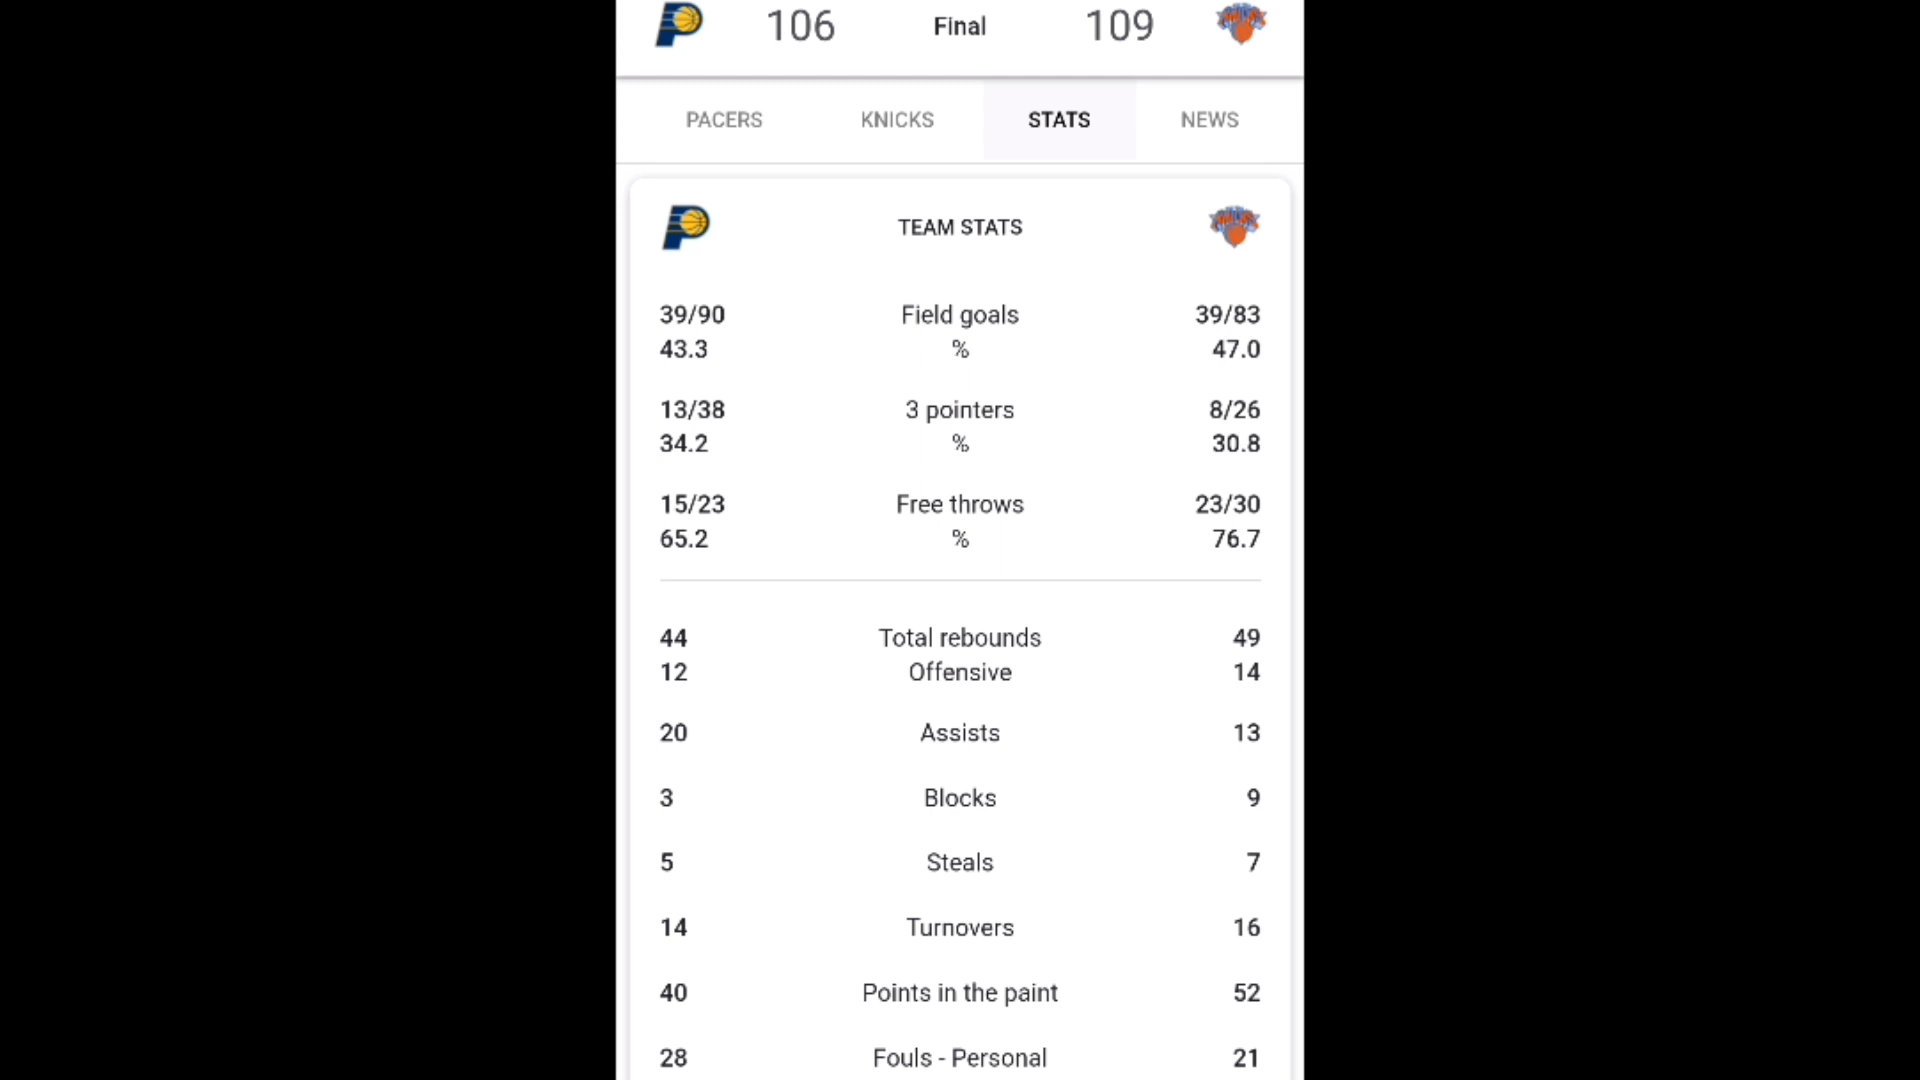 106 Final 109
PACERS KNICKS STATS NEWS
TEAM STATS
39/90 Field goals 39/83
43.3 % 47.0
13/38 3 pointers 8/26
34.2 % 30.8
15/23 Free throws 23/30
65.2 % 76.7
44 Total rebounds 49
12 Offensive 14
20 Assists 13
3 Blocks 9
5 Steals 7
14 Turnovers 16
40 Points in the paint 52
28 Fouls - Personal 21